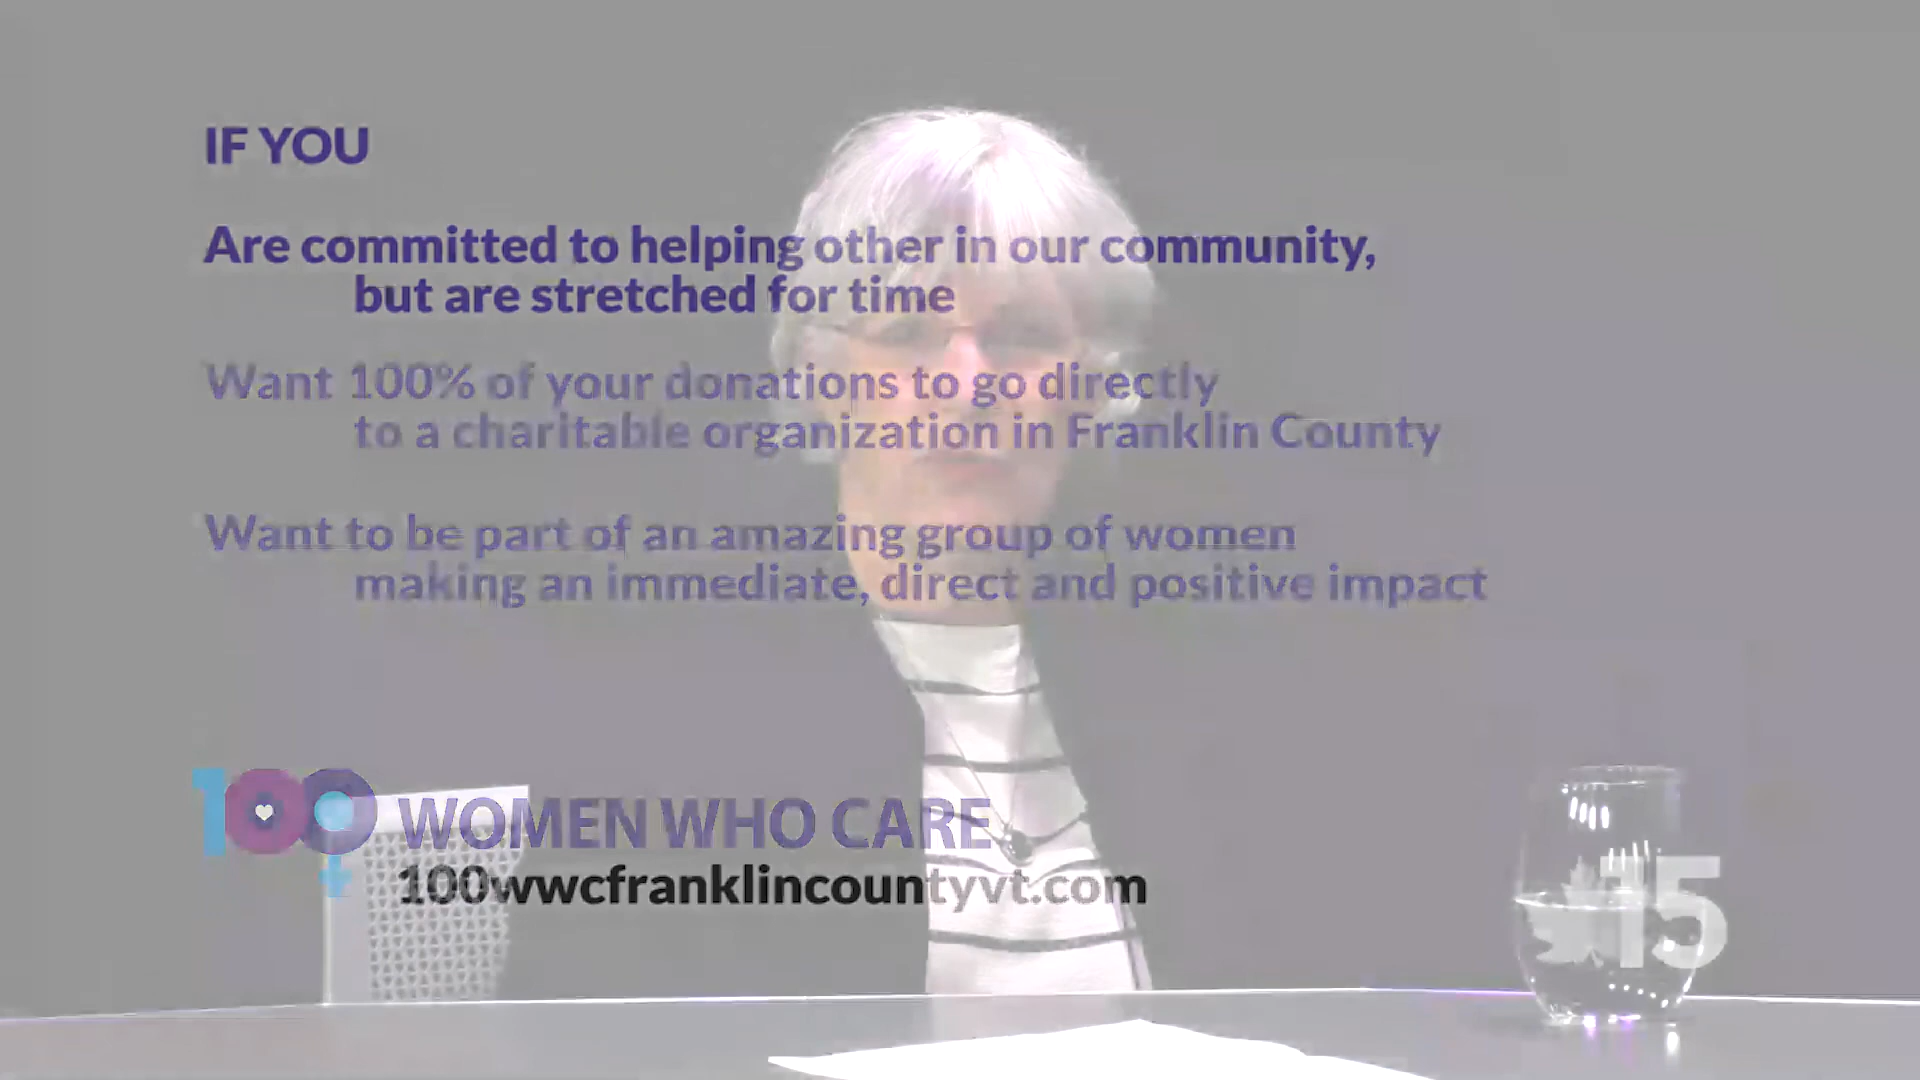 IF YOU
Are committed to helping other in our community,
but are stretched for time
Want 100% of your donations to go directly
to a charitable organization in Franklin County
Want to be part of an amazing group of women
making an immediate, direct and positive impact
100 WOMEN WHO CARE
100wwcfranklincountyvt.com
15